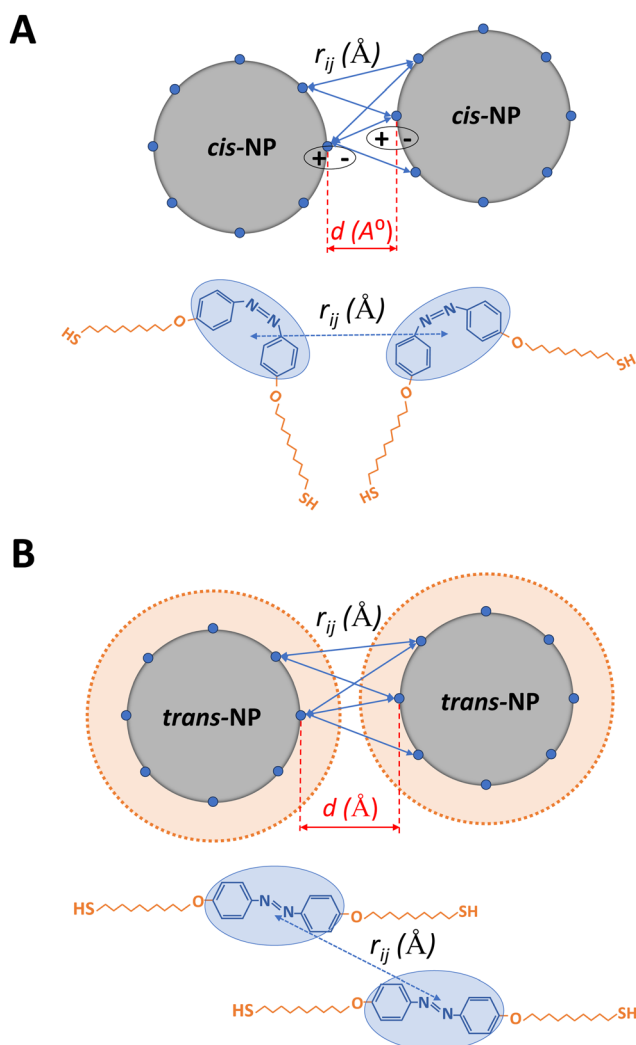 A
r_ij (Å)
cis-NP
cis-NP
+ -
+ -
d (A⁰)
r_ij (Å)
N=N
N=N
HS
O
O
O
O
SH
SH
HS
B
r_ij (Å)
trans-NP
trans-NP
d (Å)
HS
O
N=N
O
SH
r_ij (Å)
HS
O
N=N
O
SH